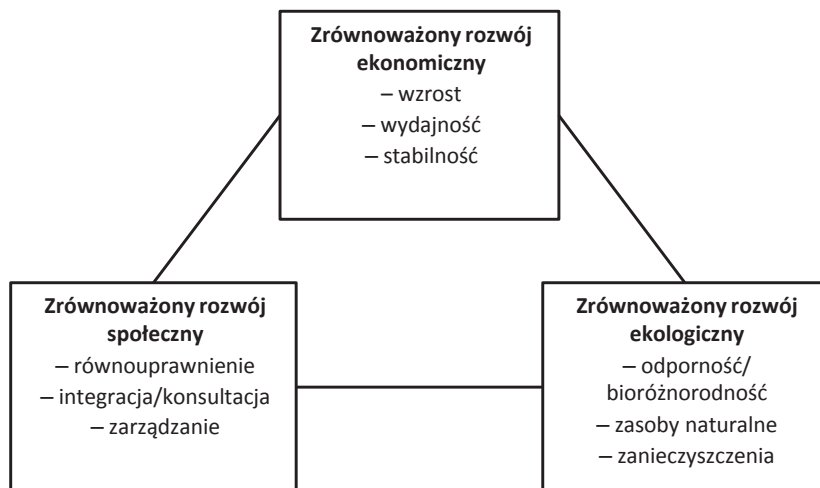 Zrównoważony rozwój
ekonomiczny
– wzrost
– wydajność
– stabilność
Zrównoważony rozwój
społeczny
– równouprawnienie
– integracja/konsultacja
– zarządzanie
Zrównoważony rozwój
ekologiczny
– odporność/
bioróżnorodność
– zasoby naturalne
– zanieczyszczenia